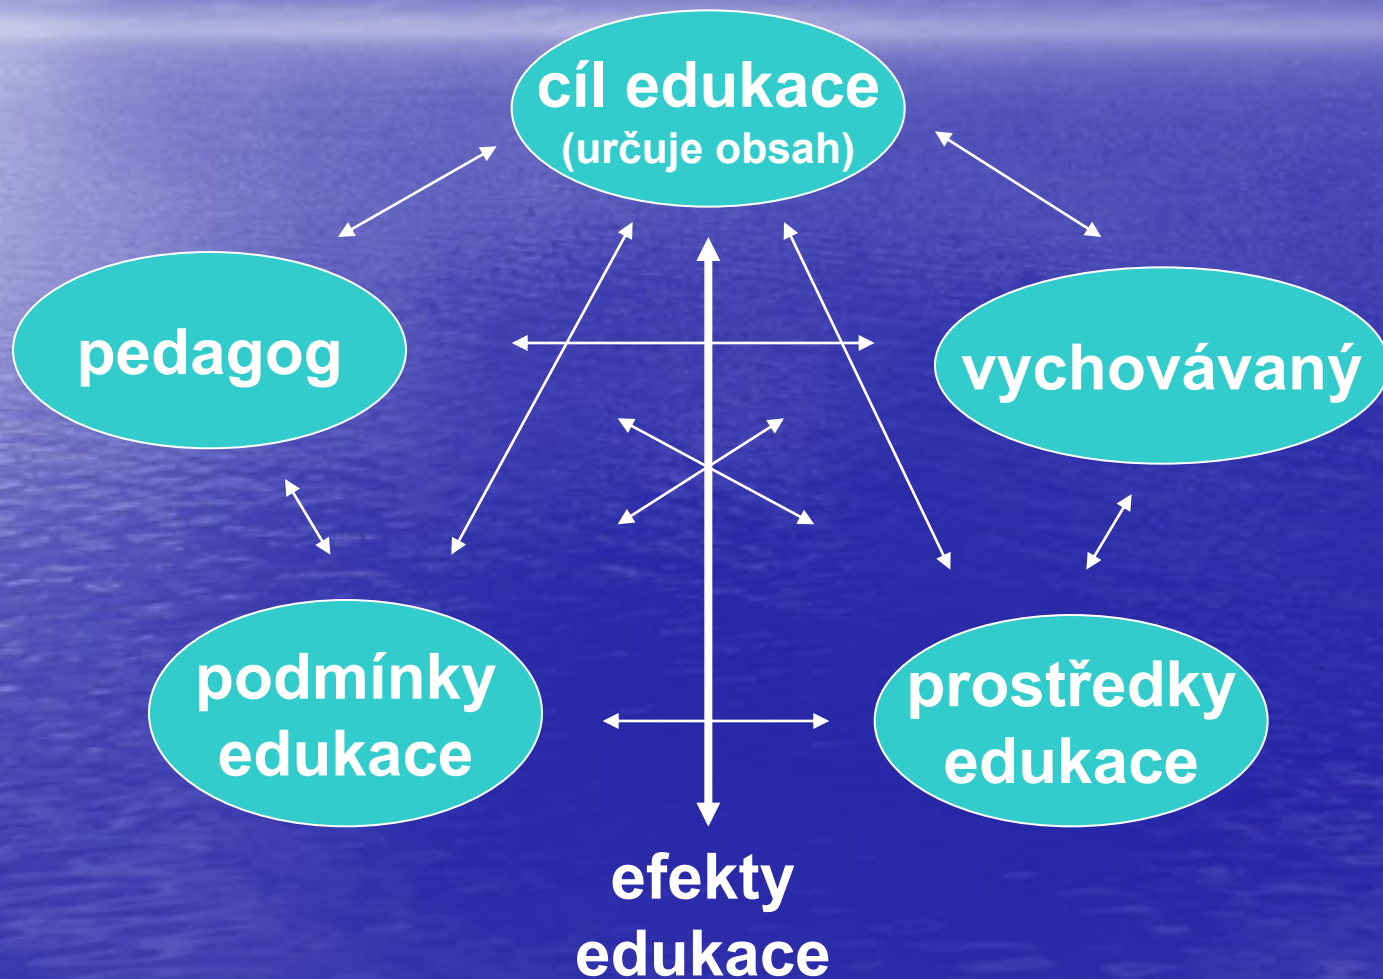 cíl edukace
(určuje obsah)
pedagog
vychovávaný
podmínky
edukace
prostředky
edukace
efekty
edukace